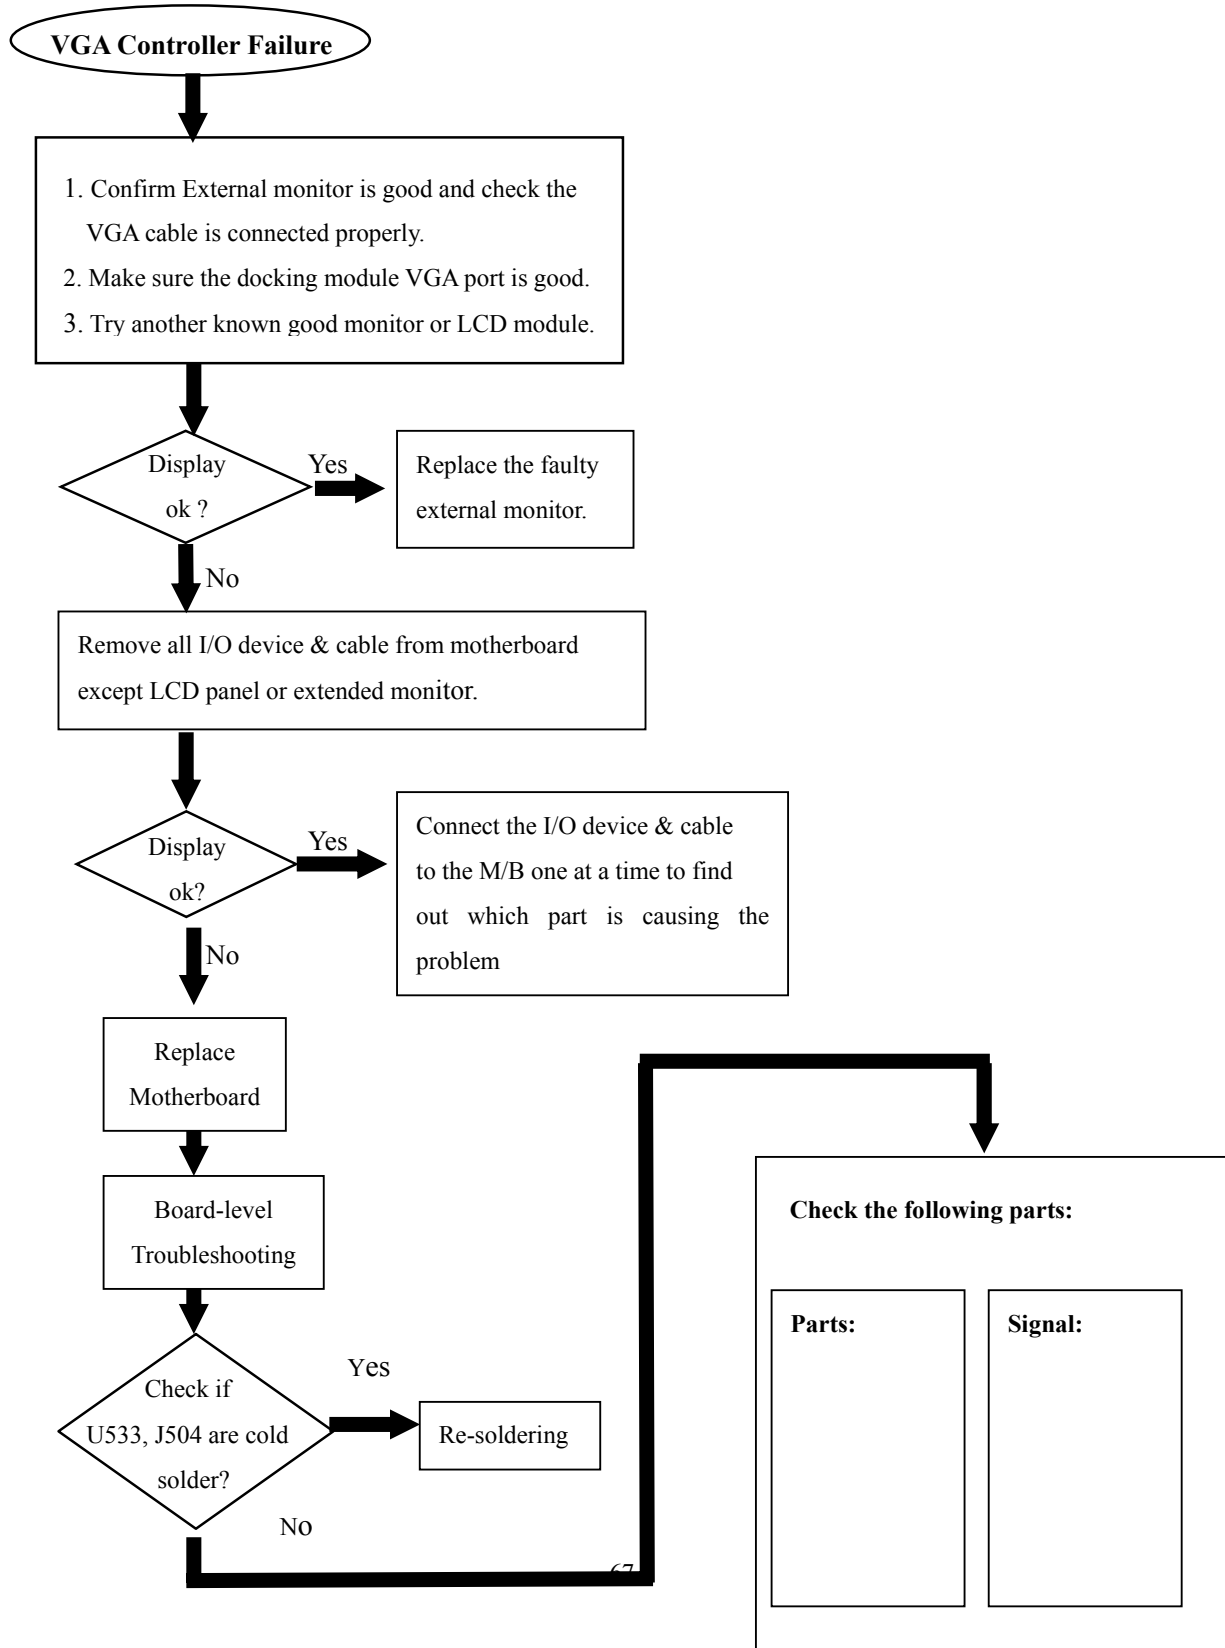 VGA Controller Failure
1. Confirm External monitor is good and check the
VGA cable is connected properly.
2. Make sure the docking module VGA port is good.
3. Try another known good monitor or LCD module.
Display
ok ?
Yes
Replace the faulty
external monitor.
No
Remove all I/O device & cable from motherboard
except LCD panel or extended monitor.
Display
ok?
Yes
Connect the I/O device & cable
to the M/B one at a time to find
out which part is causing the
problem
No
Replace
Motherboard
Board-level
Troubleshooting
Check if
U533, J504 are cold
solder?
Yes
Re-soldering
No
Check the following parts:
Parts:
Signal:
67